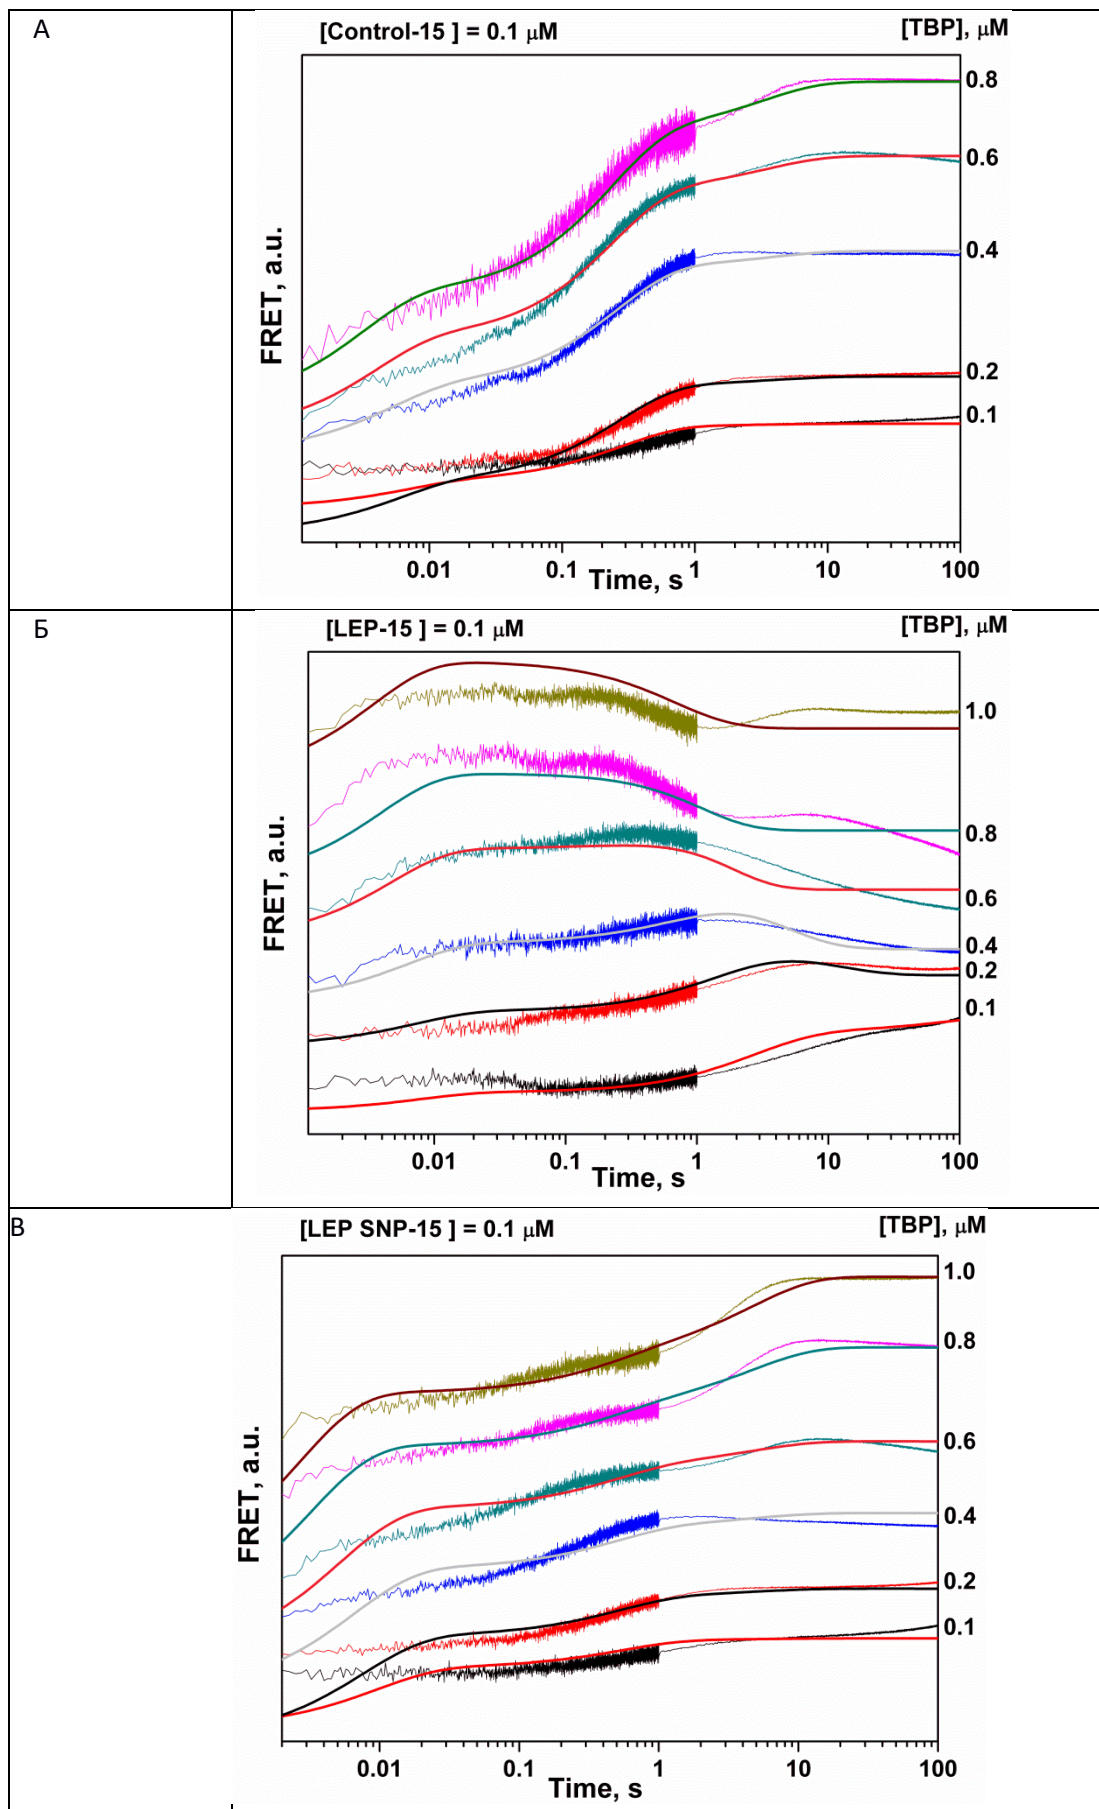 А
[Control-15 ] = 0.1 μM
[TBP], μM
0.8
0.6
0.4
0.2
0.1
FRET, a.u.
0.01 0.1 1 10 100
Time, s
Б
[LEP-15 ] = 0.1 μM
[TBP], μM
1.0
0.8
0.6
0.4
0.2
0.1
FRET, a.u.
0.01 0.1 1 10 100
Time, s
В
[LEP SNP-15 ] = 0.1 μM
[TBP], μM
1.0
0.8
0.6
0.4
0.2
0.1
FRET, a.u.
0.01 0.1 1 10 100
Time, s